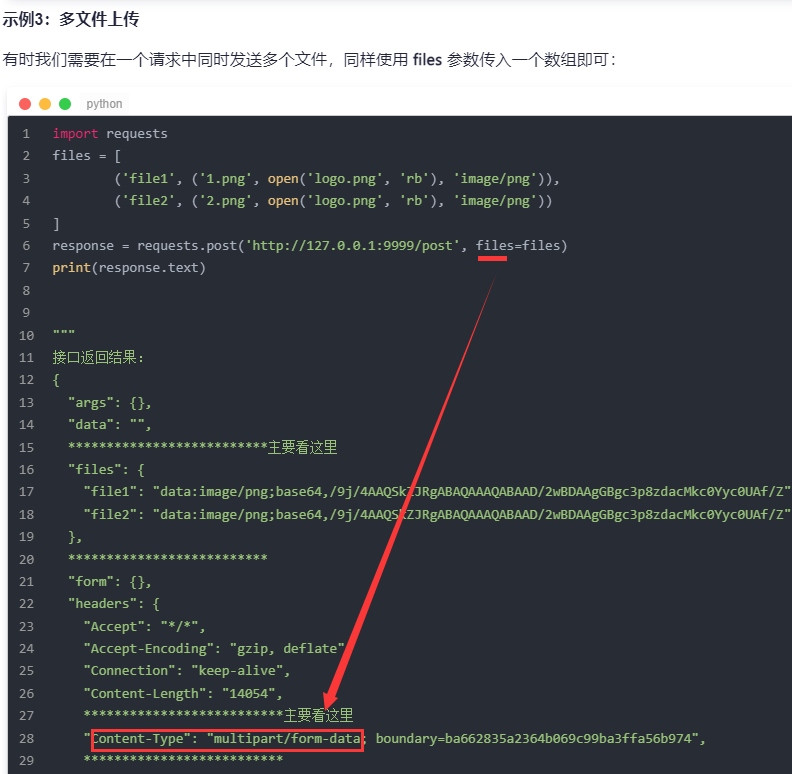 示例3：多文件上传
有时我们需要在一个请求中同时发送多个文件，同样使用 files 参数传入一个数组即可：
python
1 import requests
2 files = [
3 ('file1', ('1.png', open('logo.png', 'rb'), 'image/png')),
4 ('file2', ('2.png', open('logo.png', 'rb'), 'image/png'))
5 ]
6 response = requests.post('http://127.0.0.1:9999/post', files=files)
7 print(response.text)
8
9
10 """
11 接口返回结果：
12 {
13 "args": {},
14 "data": "",
15 **************************主要看这里
16 "files": {
17 "file1": "data:image/png;base64,/9j/4AAQSkZJRgABAQAAAQABAAD/2wBDAAgGBgc3p8zdacMkc0Yyc0UAf/Z"
18 "file2": "data:image/png;base64,/9j/4AAQSkZJRgABAQAAAQABAAD/2wBDAAgGBgc3p8zdacMkc0Yyc0UAf/Z"
19 },
20 **************************
21 "form": {},
22 "headers": {
23 "Accept": "*/*",
24 "Accept-Encoding": "gzip, deflate"
25 "Connection": "keep-alive",
26 "Content-Length": "14054",
27 **************************主要看这里
28 "Content-Type": "multipart/form-data; boundary=ba662835a2364b069c99ba3ffa56b974",
29 **************************